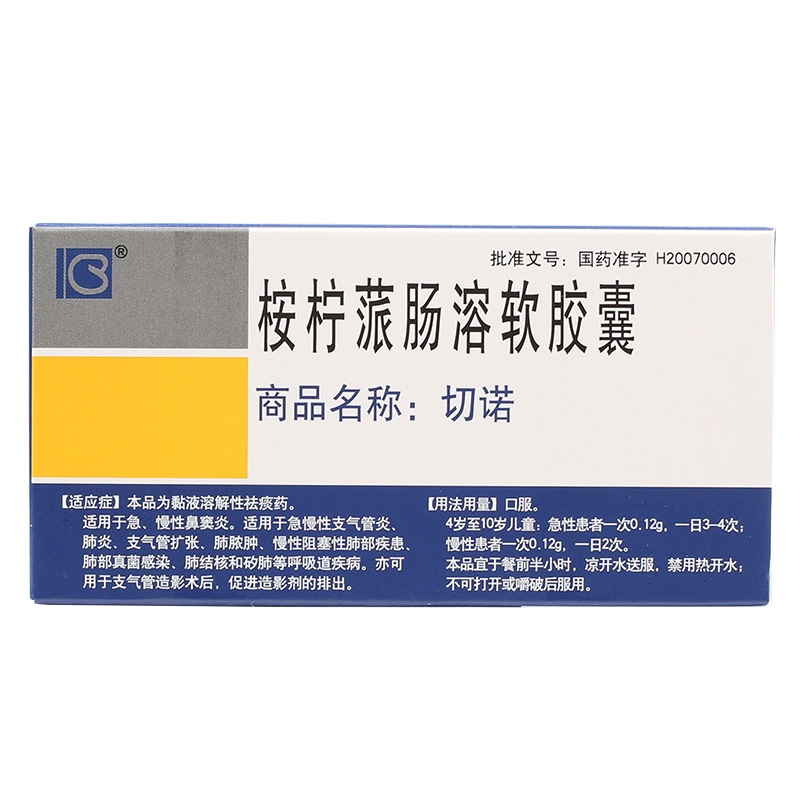 ®
批准文号：国药准字 H20070006
桉柠蒎肠溶软胶囊
商品名称：切诺
【适应症】本品为黏液溶解性祛痰药。
适用于急、慢性鼻窦炎。适用于急慢性支气管炎、
肺炎、支气管扩张、肺脓肿、慢性阻塞性肺部疾患、
肺部真菌感染、肺结核和矽肺等呼吸道疾病。亦可
用于支气管造影术后，促进造影剂的排出。
【用法用量】口服。
4岁至10岁儿童：急性患者一次0.12g，一日3-4次；
慢性患者一次0.12g，一日2次。
本品宜于餐前半小时，凉开水送服，禁用热开水；
不可打开或嚼破后服用。